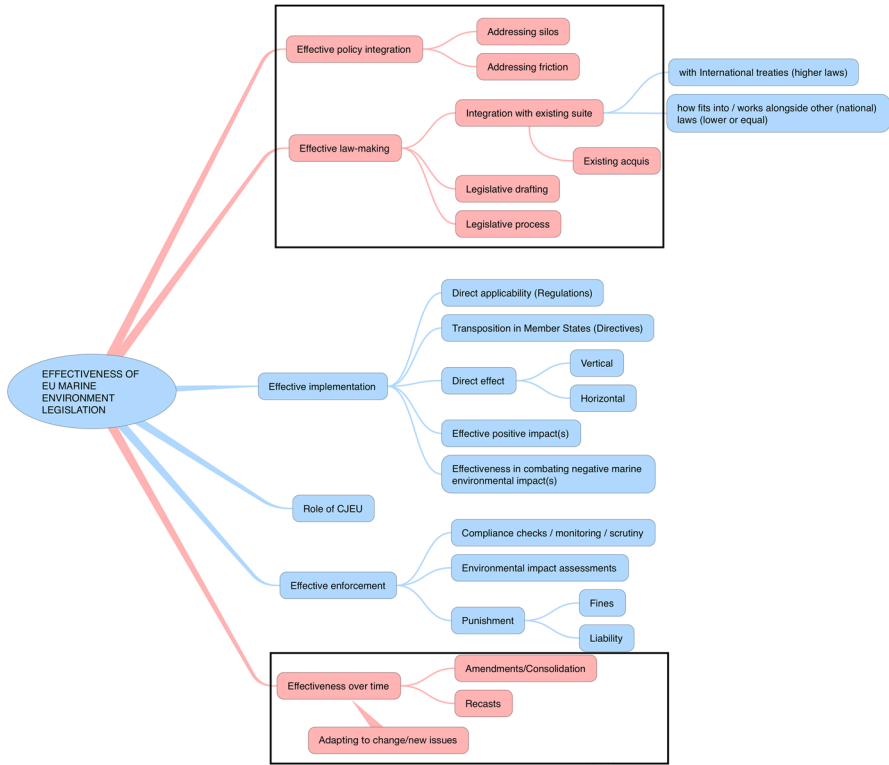 Effective policy integration
Addressing silos
Addressing friction
Effective law-making
Integration with existing suite
with International treaties (higher laws)
how fits into / works alongside other (national)
laws (lower or equal)
Existing acquis
Legislative drafting
Legislative process
EFFECTIVENESS OF
EU MARINE
ENVIRONMENT
LEGISLATION
Effective implementation
Direct applicability (Regulations)
Transposition in Member States (Directives)
Direct effect
Vertical
Horizontal
Effective positive impact(s)
Effectiveness in combating negative marine
environmental impact(s)
Role of CJEU
Effective enforcement
Compliance checks / monitoring / scrutiny
Environmental impact assessments
Punishment
Fines
Liability
Effectiveness over time
Amendments/Consolidation
Recasts
Adapting to change/new issues